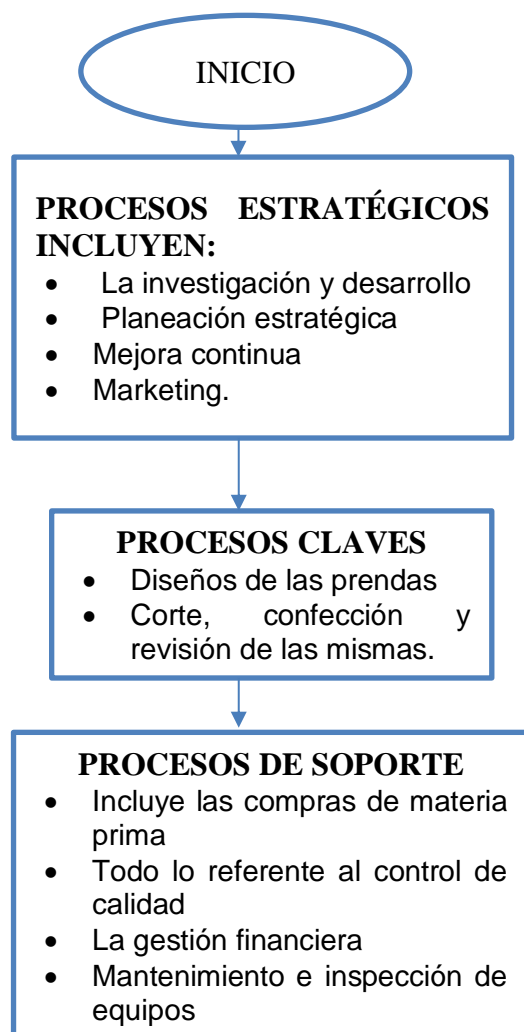 INICIO
PROCESOS ESTRATÉGICOS
INCLUYEN:
• La investigación y desarrollo
• Planeación estratégica
• Mejora continua
• Marketing.
PROCESOS CLAVES
• Diseños de las prendas
• Corte, confección y
revisión de las mismas.
PROCESOS DE SOPORTE
• Incluye las compras de materia
prima
• Todo lo referente al control de
calidad
• La gestión financiera
• Mantenimiento e inspección de
equipos